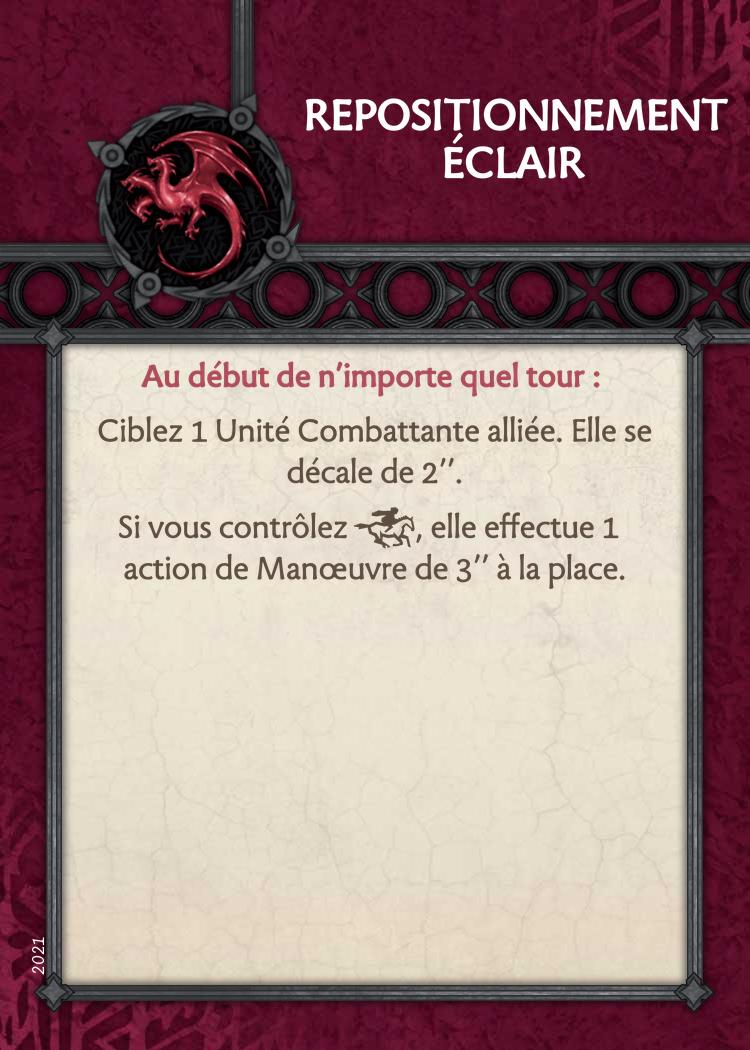 REPOSITIONNEMENT
ÉCLAIR
Au début de n’importe quel tour :
Ciblez 1 Unité Combattante alliée. Elle se
décale de 2’’.
Si vous contrôlez , elle effectue 1
action de Manœuvre de 3’’ à la place.
2021